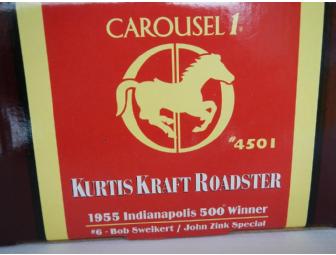 CAROUSEL 1
#4501
KURTIS KRAFT ROADSTER
1955 Indianapolis 500 Winner
#6 - Bob Sweikert / John Zink Special